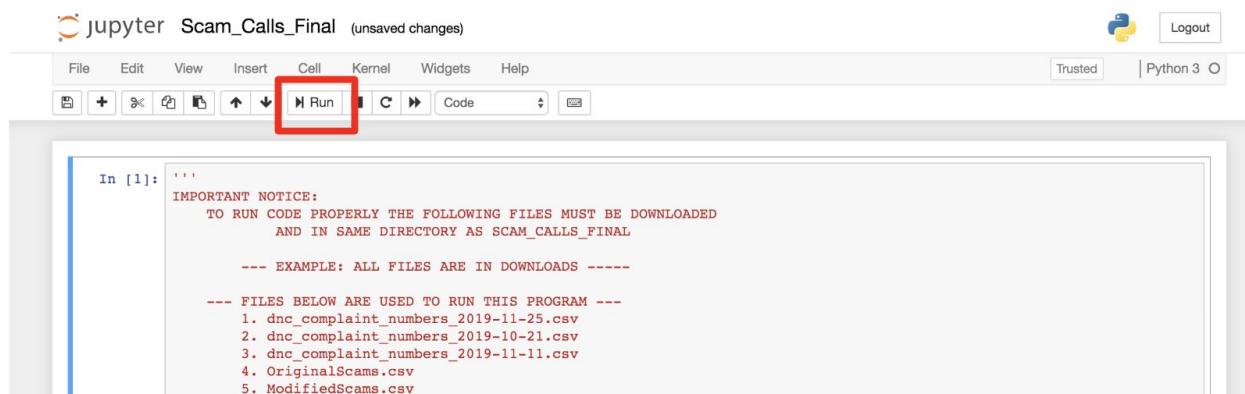 jupyter Scam_Calls_Final (unsaved changes)
Logout
File Edit View Insert Cell Kernel Widgets Help
Trusted
Python 3
Run
Code
In [1]: '''
IMPORTANT NOTICE:
TO RUN CODE PROPERLY THE FOLLOWING FILES MUST BE DOWNLOADED
AND IN SAME DIRECTORY AS SCAM_CALLS_FINAL
--- EXAMPLE: ALL FILES ARE IN DOWNLOADS -----
--- FILES BELOW ARE USED TO RUN THIS PROGRAM ---
1. dnc_complaint_numbers_2019-11-25.csv
2. dnc_complaint_numbers_2019-10-21.csv
3. dnc_complaint_numbers_2019-11-11.csv
4. OriginalScams.csv
5. ModifiedScams.csv